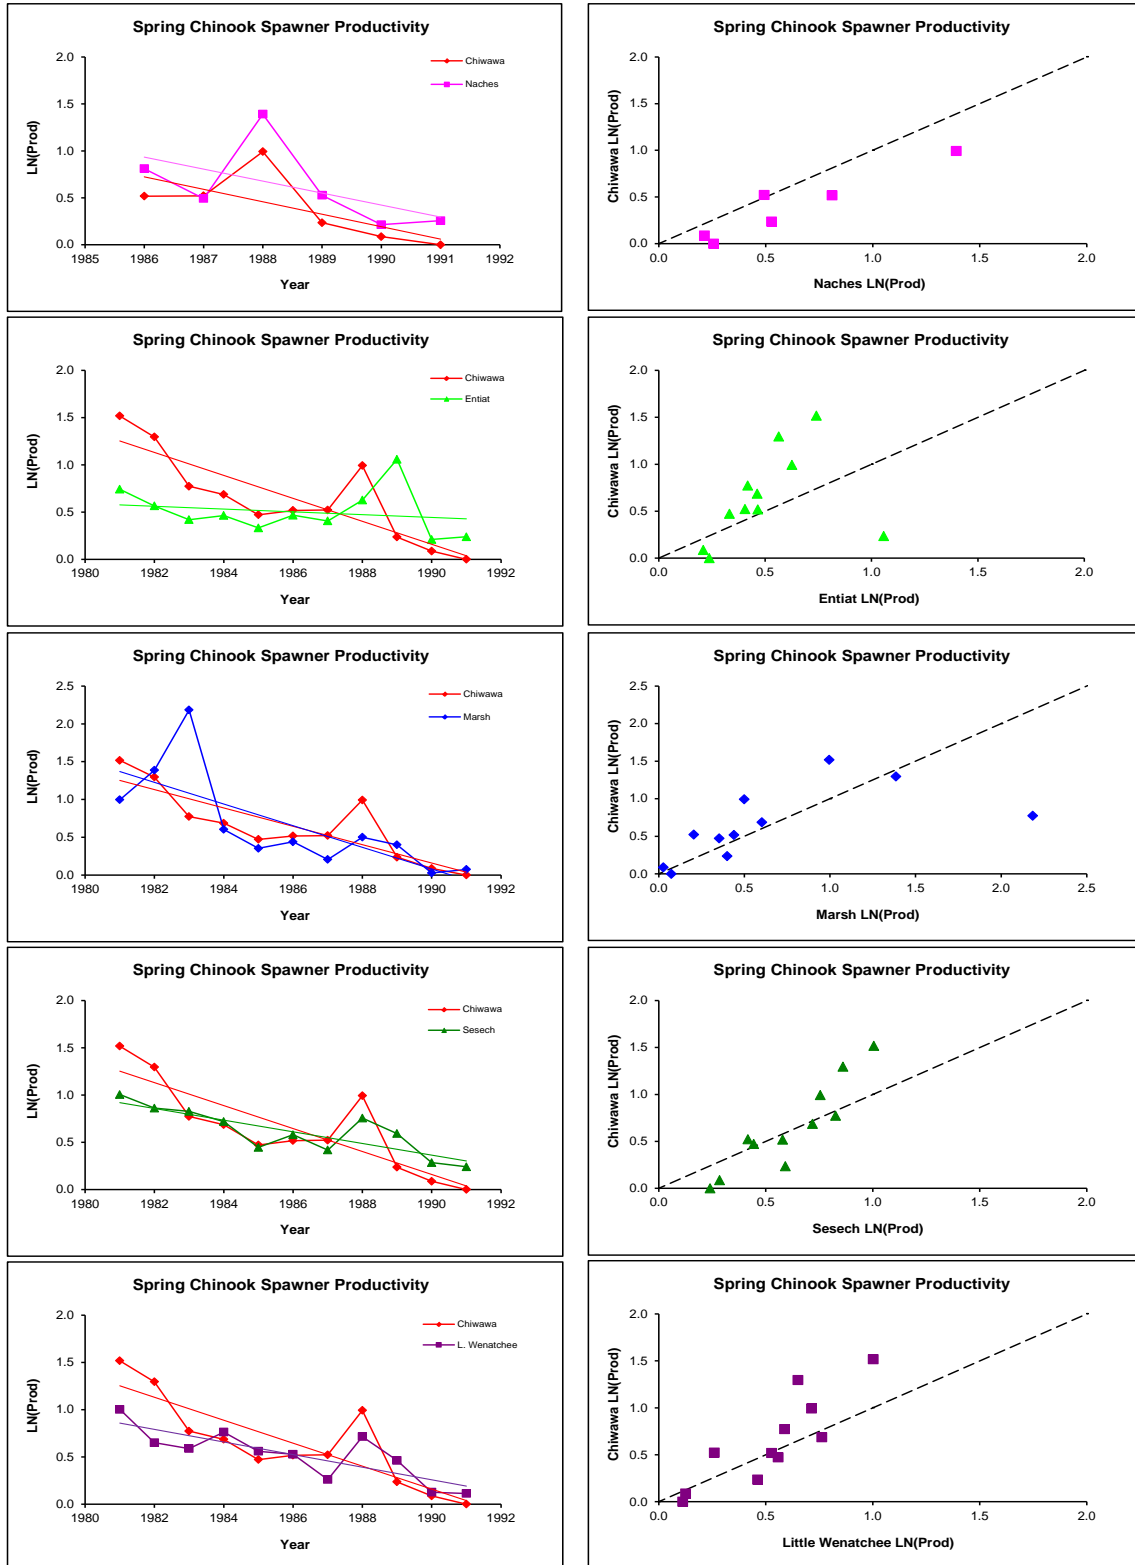 Spring Chinook Spawner Productivity
Chiwawa
Naches
LN(Prod)
2.0
1.5
1.0
0.5
0.0
1985 1986 1987 1988 1989 1990 1991 1992
Year
Spring Chinook Spawner Productivity
Chiwawa LN(Prod)
2.0
1.5
1.0
0.5
0.0
0.0 0.5 1.0 1.5 2.0
Naches LN(Prod)
Spring Chinook Spawner Productivity
Chiwawa
Entiat
LN(Prod)
2.0
1.5
1.0
0.5
0.0
1980 1982 1984 1986 1988 1990 1992
Year
Spring Chinook Spawner Productivity
Chiwawa LN(Prod)
2.0
1.5
1.0
0.5
0.0
0.0 0.5 1.0 1.5 2.0
Entiat LN(Prod)
Spring Chinook Spawner Productivity
Chiwawa
Marsh
LN(Prod)
2.5
2.0
1.5
1.0
0.5
0.0
1980 1982 1984 1986 1988 1990 1992
Year
Spring Chinook Spawner Productivity
Chiwawa LN(Prod)
2.5
2.0
1.5
1.0
0.5
0.0
0.0 0.5 1.0 1.5 2.0 2.5
Marsh LN(Prod)
Spring Chinook Spawner Productivity
Chiwawa
Sesech
LN(Prod)
2.0
1.5
1.0
0.5
0.0
1980 1982 1984 1986 1988 1990 1992
Year
Spring Chinook Spawner Productivity
Chiwawa LN(Prod)
2.0
1.5
1.0
0.5
0.0
0.0 0.5 1.0 1.5 2.0
Sesech LN(Prod)
Spring Chinook Spawner Productivity
Chiwawa
L. Wenatchee
LN(Prod)
2.0
1.5
1.0
0.5
0.0
1980 1982 1984 1986 1988 1990 1992
Year
Spring Chinook Spawner Productivity
Chiwawa LN(Prod)
2.0
1.5
1.0
0.5
0.0
0.0 0.5 1.0 1.5 2.0
Little Wenatchee LN(Prod)